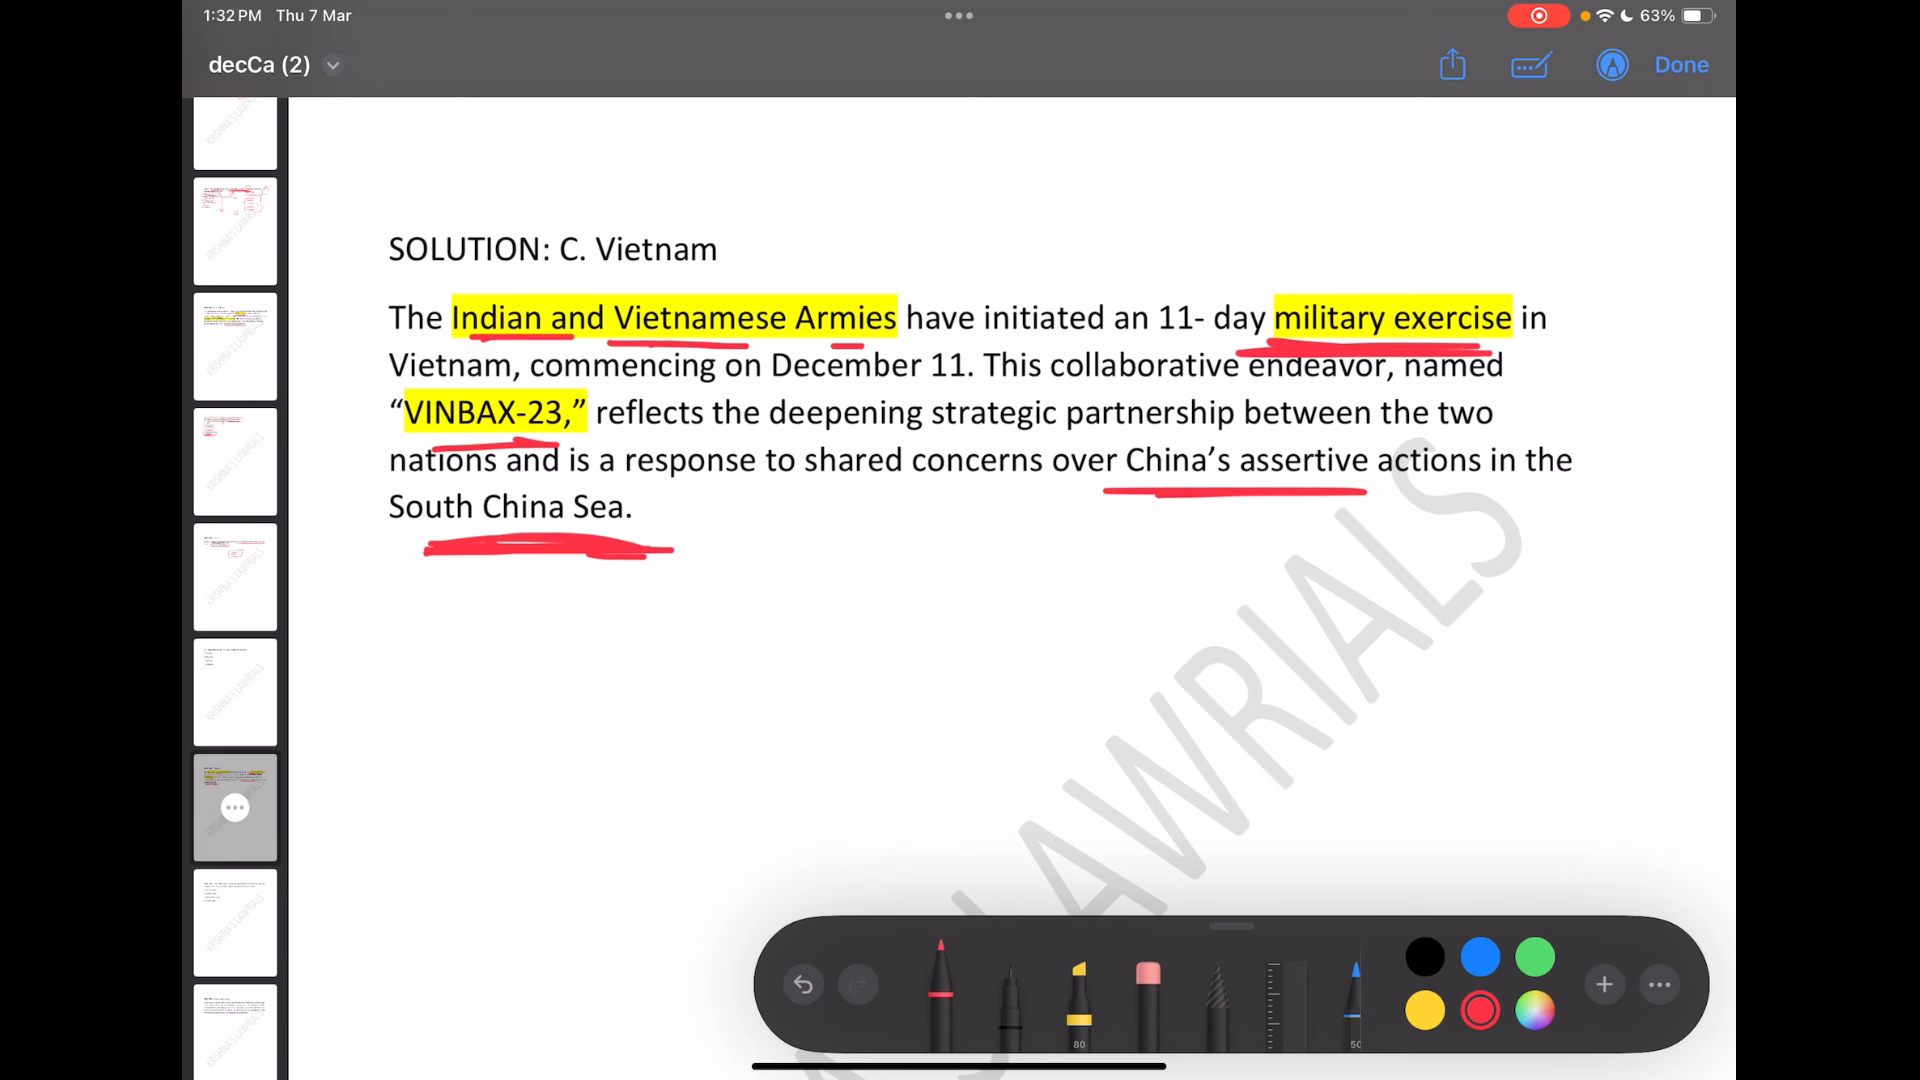 1:32 PM Thu 7 Mar
63%
decCa (2)
Done
SOLUTION: C. Vietnam
The Indian and Vietnamese Armies have initiated an 11- day military exercise in
Vietnam, commencing on December 11. This collaborative endeavor, named
“VINBAX-23,” reflects the deepening strategic partnership between the two
nations and is a response to shared concerns over China’s assertive actions in the
South China Sea.
LAWRIALS
80
50